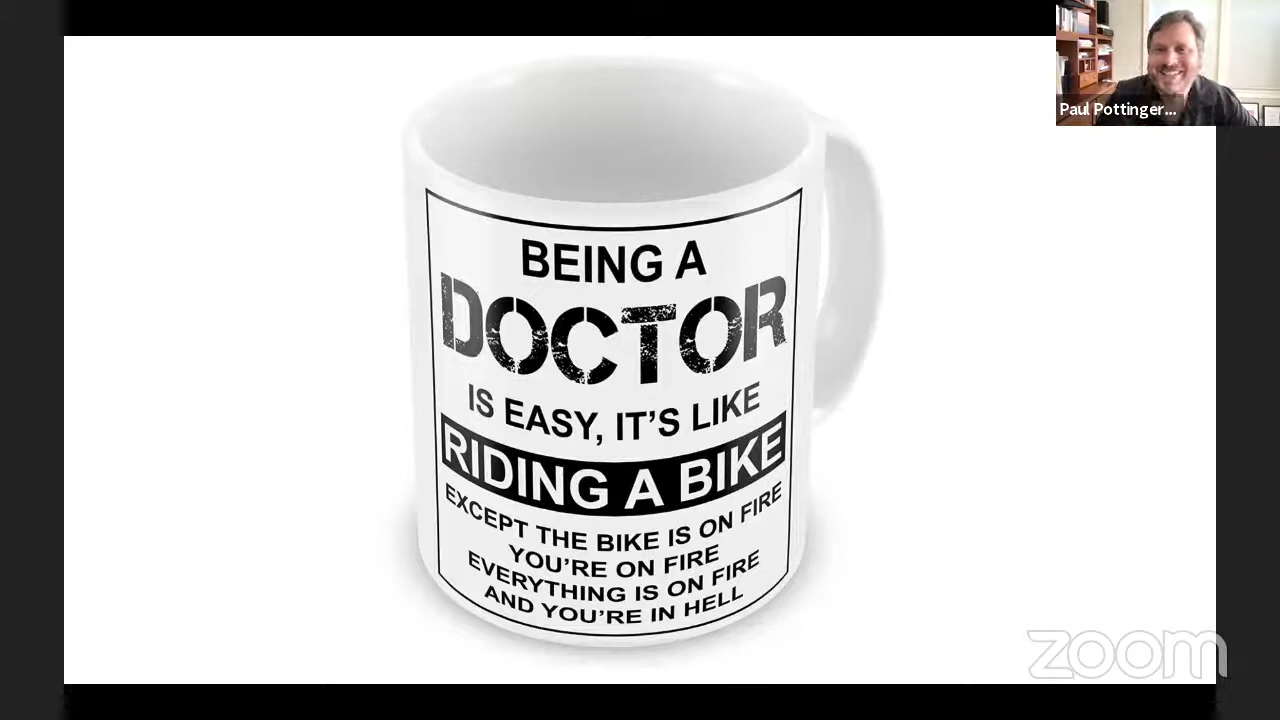 Paul Pottinger...
BEING A
DOCTOR
IS EASY, IT'S LIKE
RIDING A BIKE
EXCEPT THE BIKE IS ON FIRE
YOU'RE ON FIRE
EVERYTHING IS ON FIRE
AND YOU'RE IN HELL
zoom